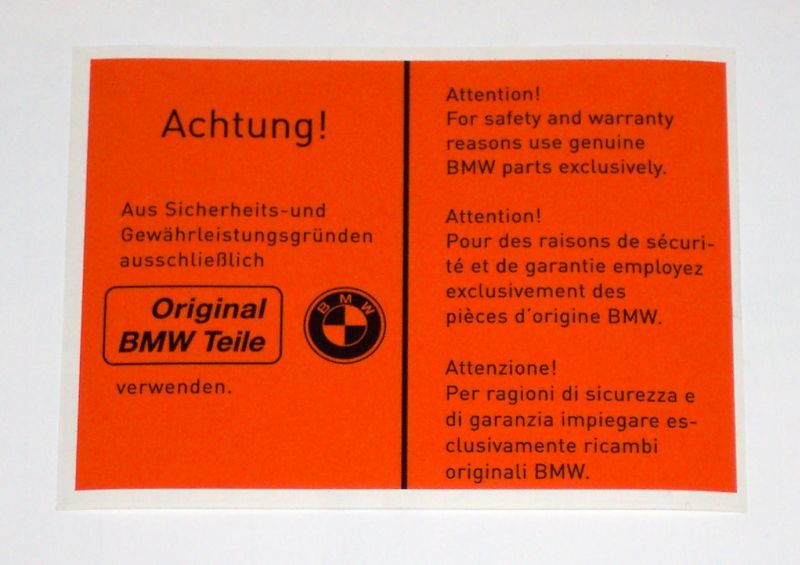 Achtung!
Aus Sicherheits-und
Gewährleistungsgründen
ausschließlich
Original
BMW Teile
BMW
verwenden.
Attention!
For safety and warranty
reasons use genuine
BMW parts exclusively.
Attention!
Pour des raisons de sécuri-
té et de garantie employez
exclusivement des
pièces d'origine BMW.
Attenzione!
Per ragioni di sicurezza e
di garanzia impiegare es-
clusivamente ricambi
originali BMW.